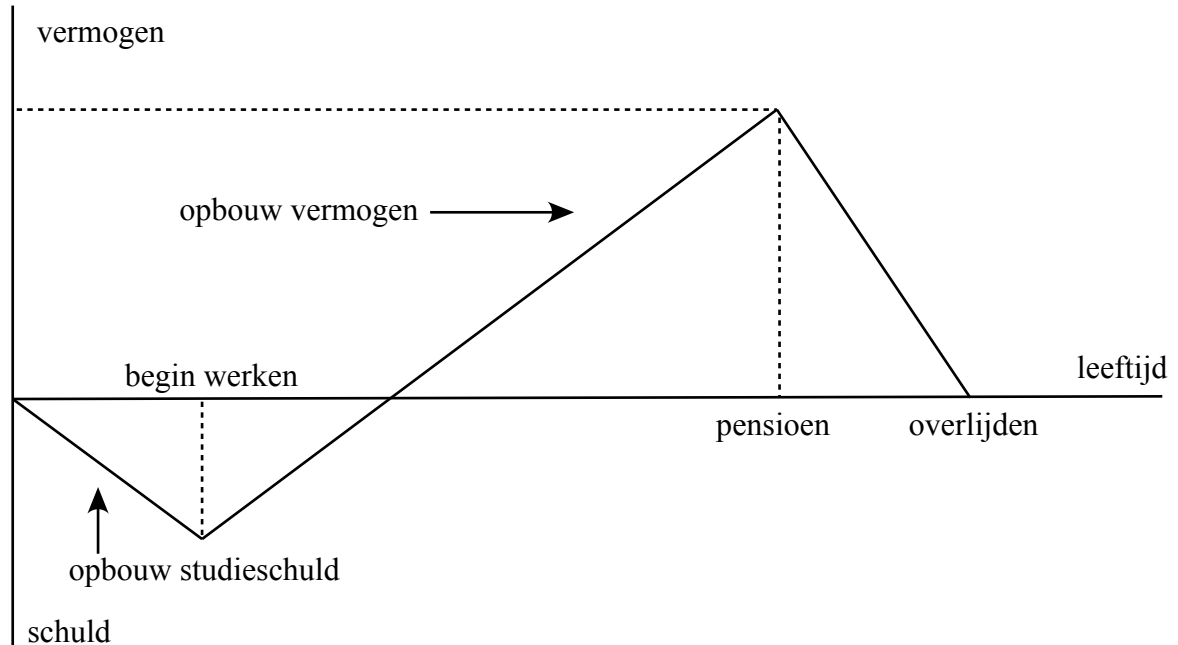 vermogen
opbouw vermogen
begin werken
leeftijd
pensioen
overlijden
opbouw studieschuld
schuld